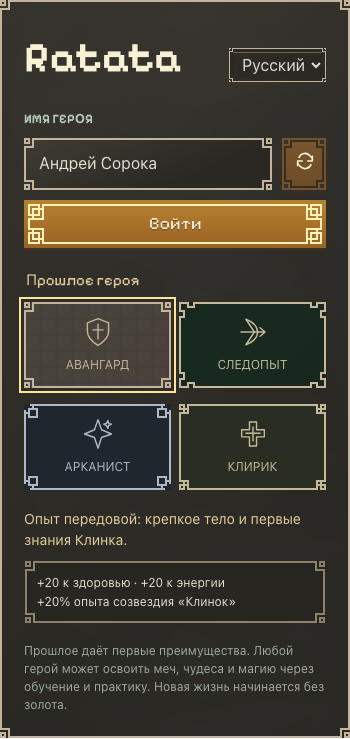 Ratata
Русский
ИМЯ ГЕРОЯ
Андрей Сорока
Войти
Прошлое героя
АВАНГАРД
СЛЕДОПЫТ
АРКАНИСТ
КЛИРИК
Опыт передовой: крепкое тело и первые
знания Клинка.
+20 к здоровью · +20 к энергии
+20% опыта созвездия «Клинок»
Прошлое даёт первые преимущества. Любой
герой может освоить меч, чудеса и магию через
обучение и практику. Новая жизнь начинается без
золота.